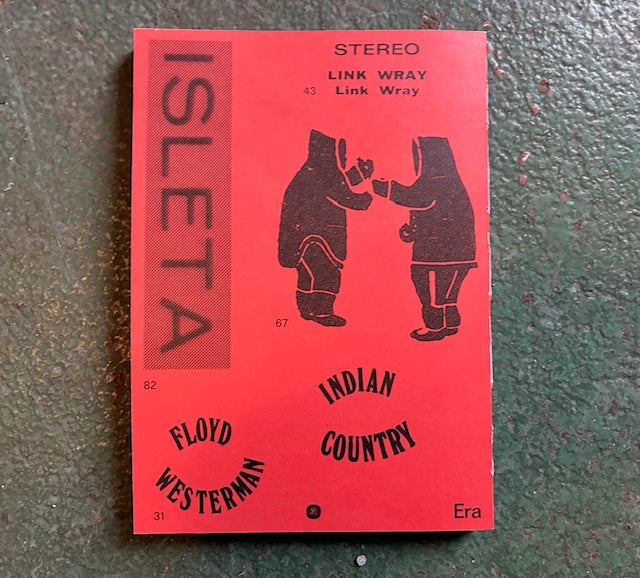 ISLETA
STEREO
LINK WRAY
43 Link Wray
67
82
INDIAN
COUNTRY
FLOYD
WESTERMAN
31
Era